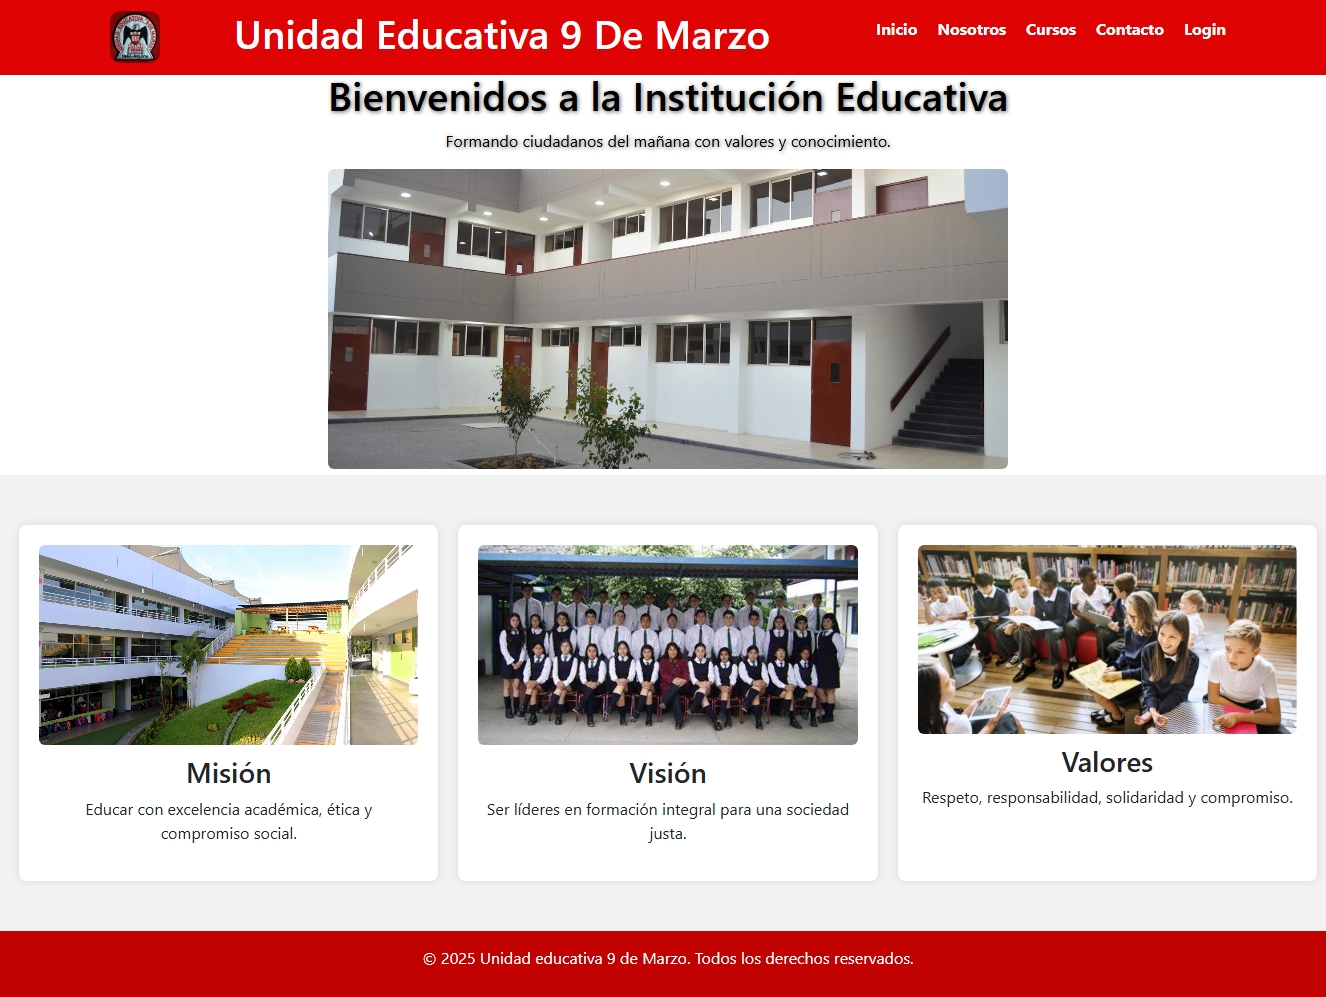 Unidad Educativa 9 De Marzo
Inicio Nosotros Cursos Contacto Login
Bienvenidos a la Institución Educativa
Formando ciudadanos del mañana con valores y conocimiento.
Misión
Educar con excelencia académica, ética y
compromiso social.
Visión
Ser líderes en formación integral para una sociedad
justa.
Valores
Respeto, responsabilidad, solidaridad y compromiso.
© 2025 Unidad educativa 9 de Marzo. Todos los derechos reservados.